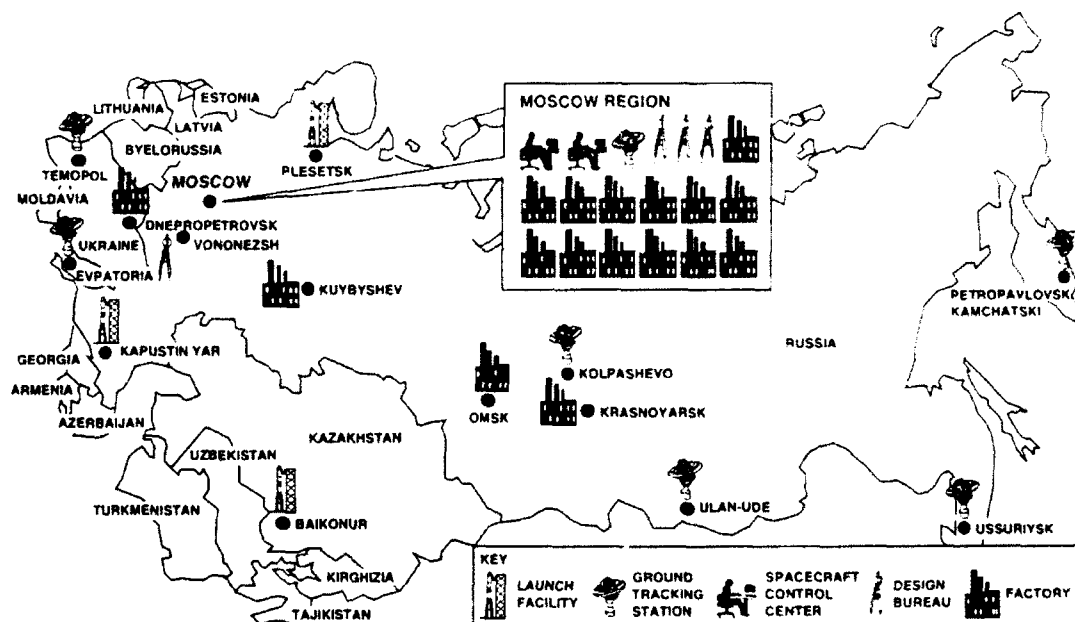 LITHUANIA
ESTONIA
LATVIA
BYELORUSSIA
TEMOPOL
MOLDAVIA
MOSCOW
PLESETSK
MOSCOW REGION
DNEPROPETROVSK
UKRAINE
VONONEZSH
EVPATORIA
KUYBYSHEV
PETROPAVLOVSK
KAMCHATSKI
GEORGIA
KAPUSTIN YAR
RUSSIA
KOLPASHEVO
ARMENIA
OMSK
KRASNOYARSK
AZERBAIJAN
KAZAKHSTAN
UZBEKISTAN
TURKMENISTAN
BAIKONUR
ULAN-UDE
USSURIYSK
KIRGHIZIA
TAJIKISTAN
KEY
LAUNCH
FACILITY
GROUND
TRACKING
STATION
SPACECRAFT
CONTROL
CENTER
DESIGN
BUREAU
FACTORY